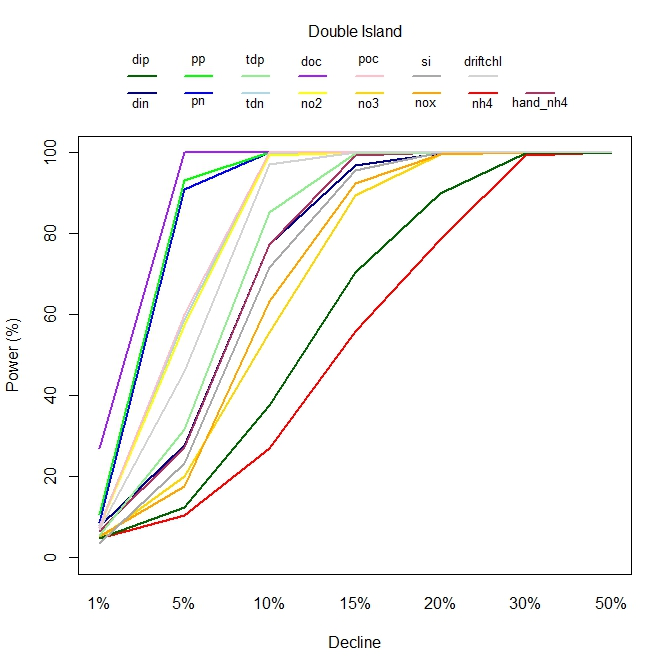 Double Island
dip pp tdp doc poc si driftchl
din pn tdn no2 no3 nox nh4 hand_nh4
100
80
60
40
20
0
Power (%)
1% 5% 10% 15% 20% 30% 50%
Decline